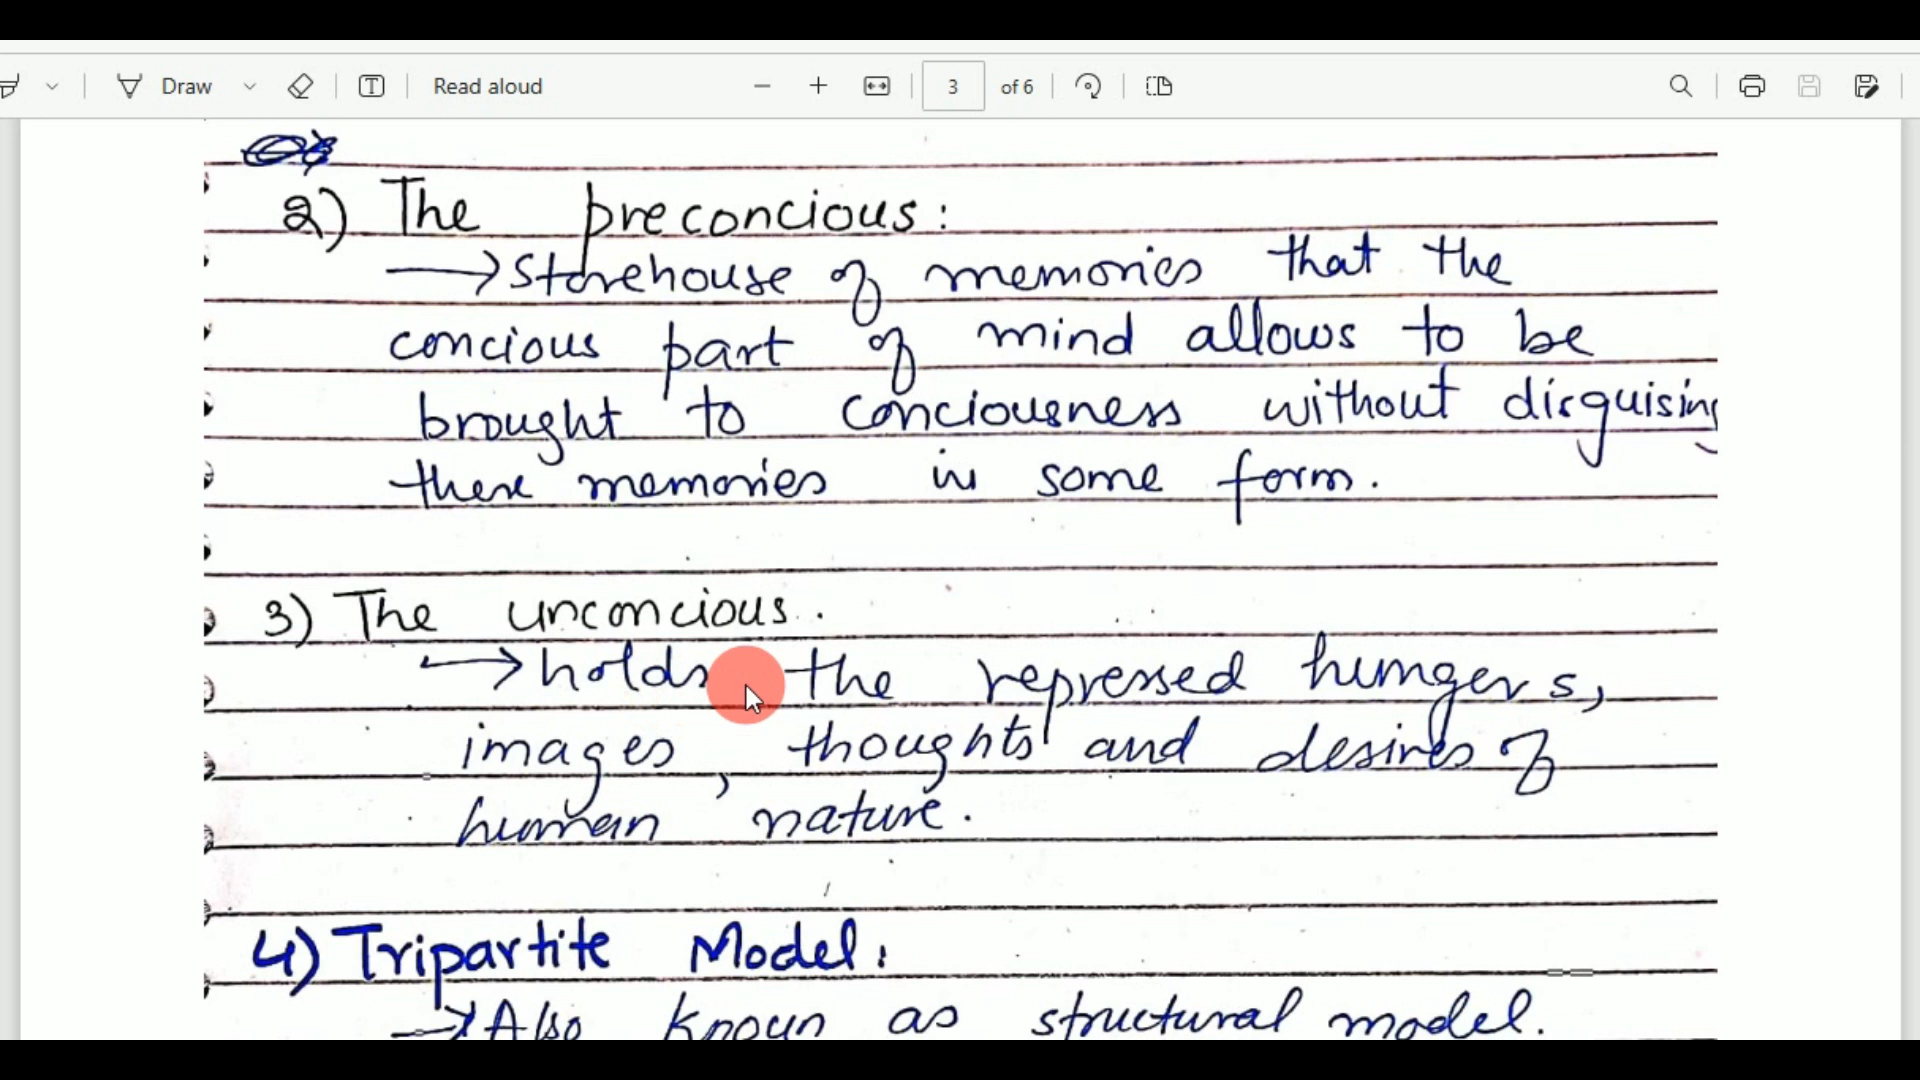 Draw
Read aloud
3 of 6
2) The preconcious:
→ Storehouse of memories that the
concious part of mind allows to be
brought to conciousness without disguising
these memories in some form.
3) The unconcious.
→ holds the repressed hungers,
images, thoughts and desires of
human nature.
4) Tripartite Model:
→ Also known as structural model.